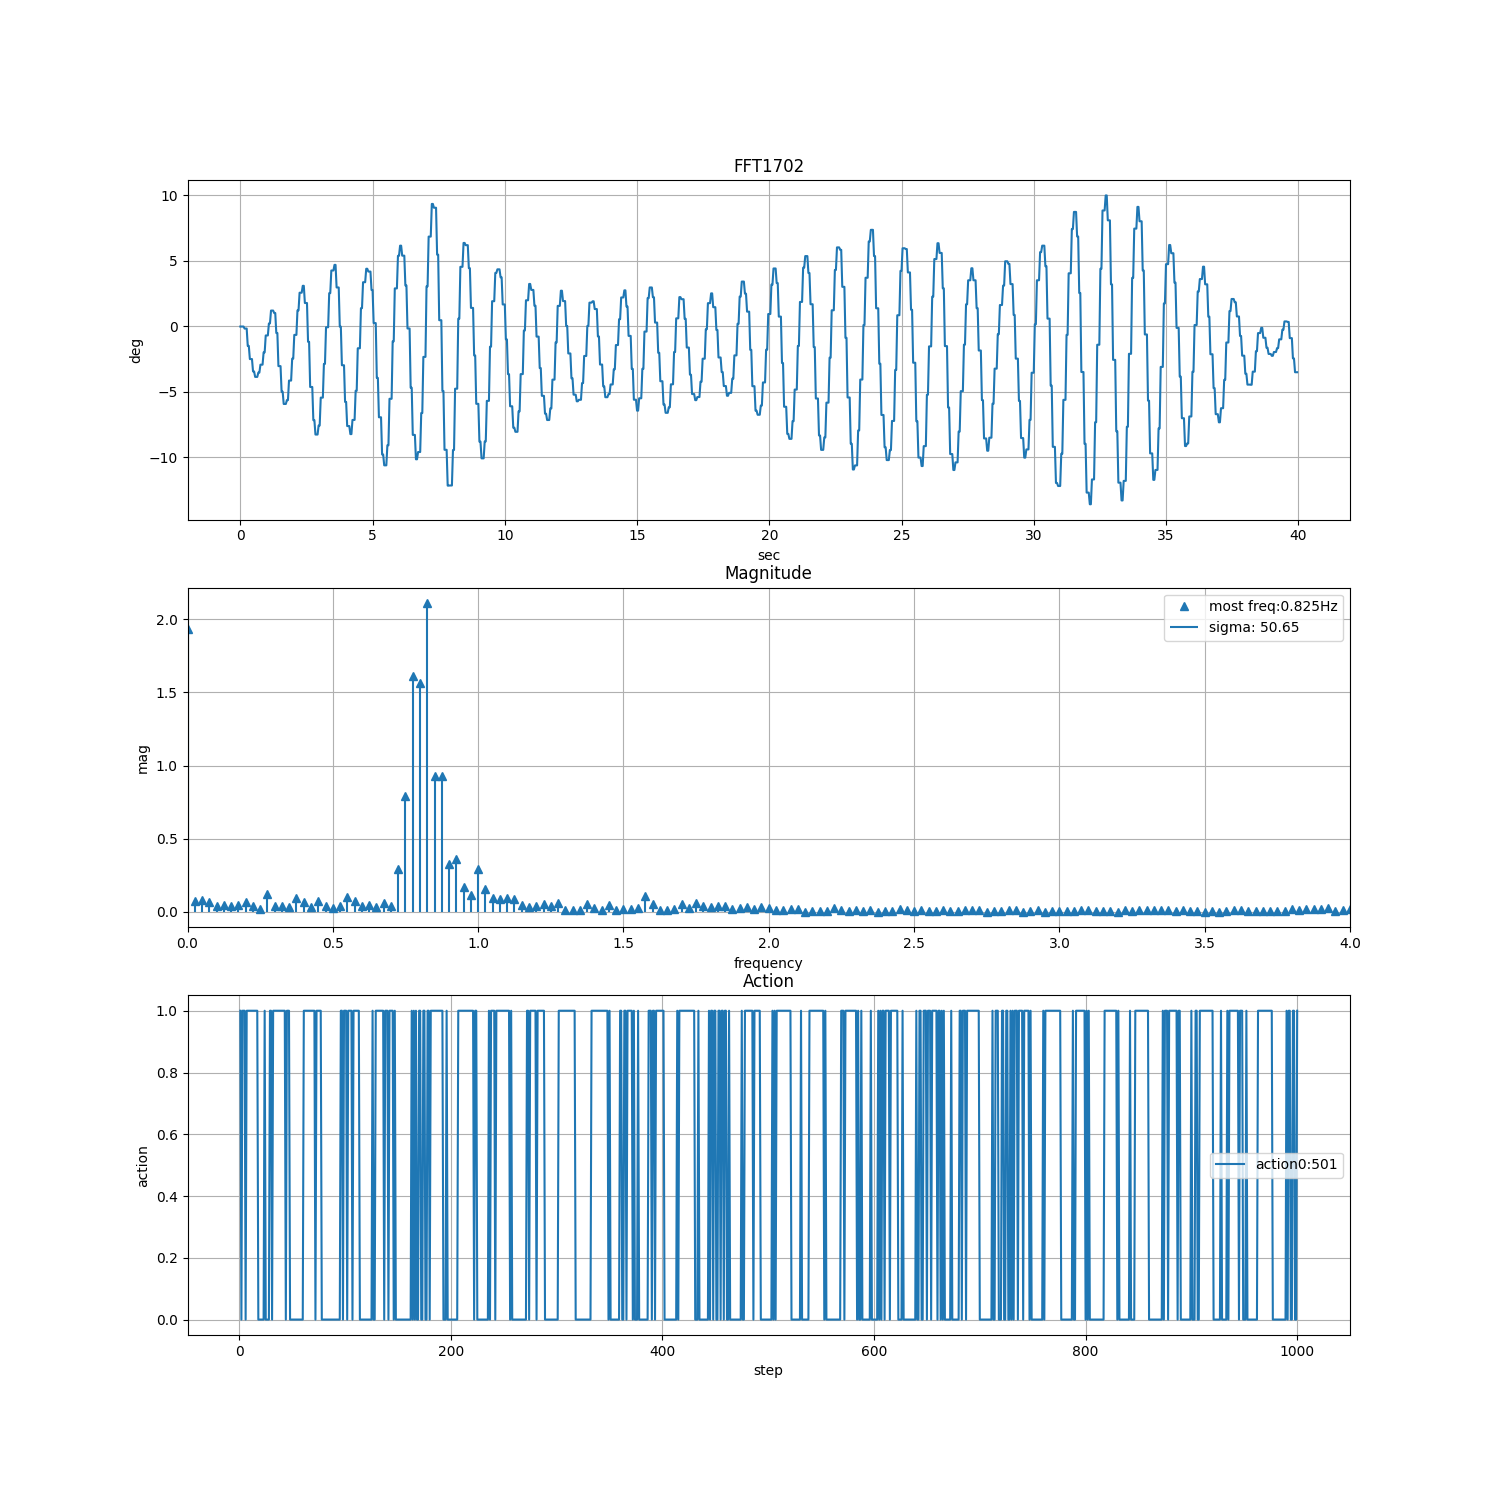 FFT1702
10
5
0
−5
−10
deg
0 5 10 15 20 25 30 35 40
sec
Magnitude
most freq:0.825Hz
sigma: 50.65
2.0
1.5
1.0
0.5
0.0
mag
0.0 0.5 1.0 1.5 2.0 2.5 3.0 3.5 4.0
frequency
Action
1.0
0.8
0.6
0.4
0.2
0.0
action
action0:501
0 200 400 600 800 1000
step